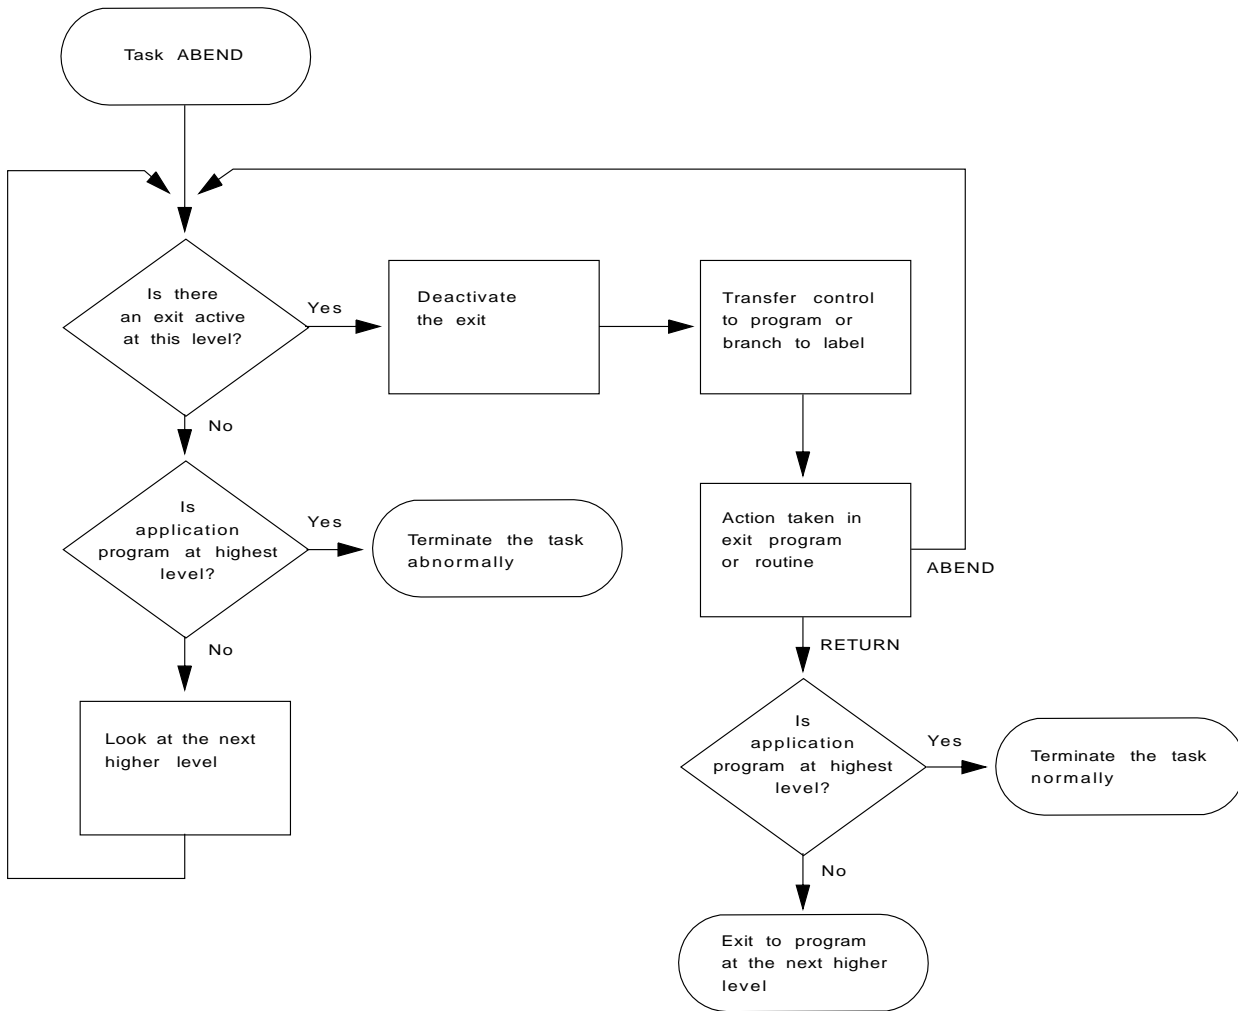 Task ABEND
Is there
an exit active
at this level?
Yes
Deactivate
the exit
Transfer control
to program or
branch to label
No
Is
application
program at highest
level?
Yes
Terminate the task
abnormally
Action taken in
exit program
or routine
ABEND
No
RETURN
Look at the next
higher level
Is
application
program at highest
level?
Yes
Terminate the task
normally
No
Exit to program
at the next higher
level